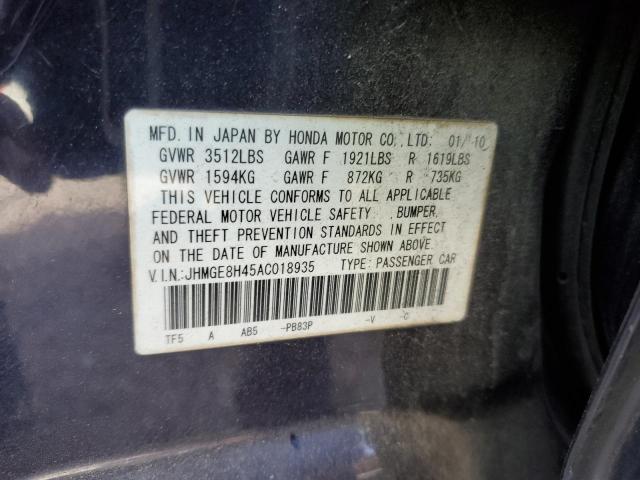 MFD. IN JAPAN BY HONDA MOTOR CO., LTD. 01/10
GVWR 3512LBS GAWR F 1921LBS R 1619LBS
GVWR 1594KG GAWR F 872KG R 735KG
THIS VEHICLE CONFORMS TO ALL APPLICABLE
FEDERAL MOTOR VEHICLE SAFETY, BUMPER,
AND THEFT PREVENTION STANDARDS IN EFFECT
ON THE DATE OF MANUFACTURE SHOWN ABOVE.
V.I.N.:JHMGE8H45AC018935 TYPE: PASSENGER CAR
TF5 A AB5 -PB83P -V -C